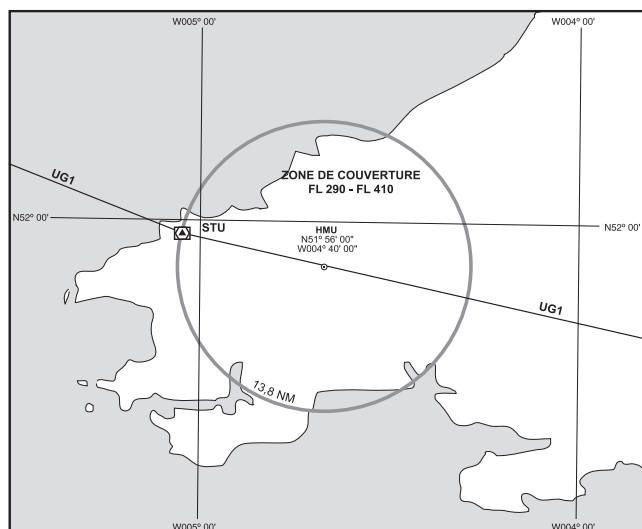 W005° 00'
W004° 00'
ZONE DE COUVERTURE
FL 290 - FL 410
UG1
N52° 00'
STU
HMU
N51° 56' 00"
W004° 40' 00"
N52° 00'
UG1
13,8 NM
W005° 00'
W004° 00'